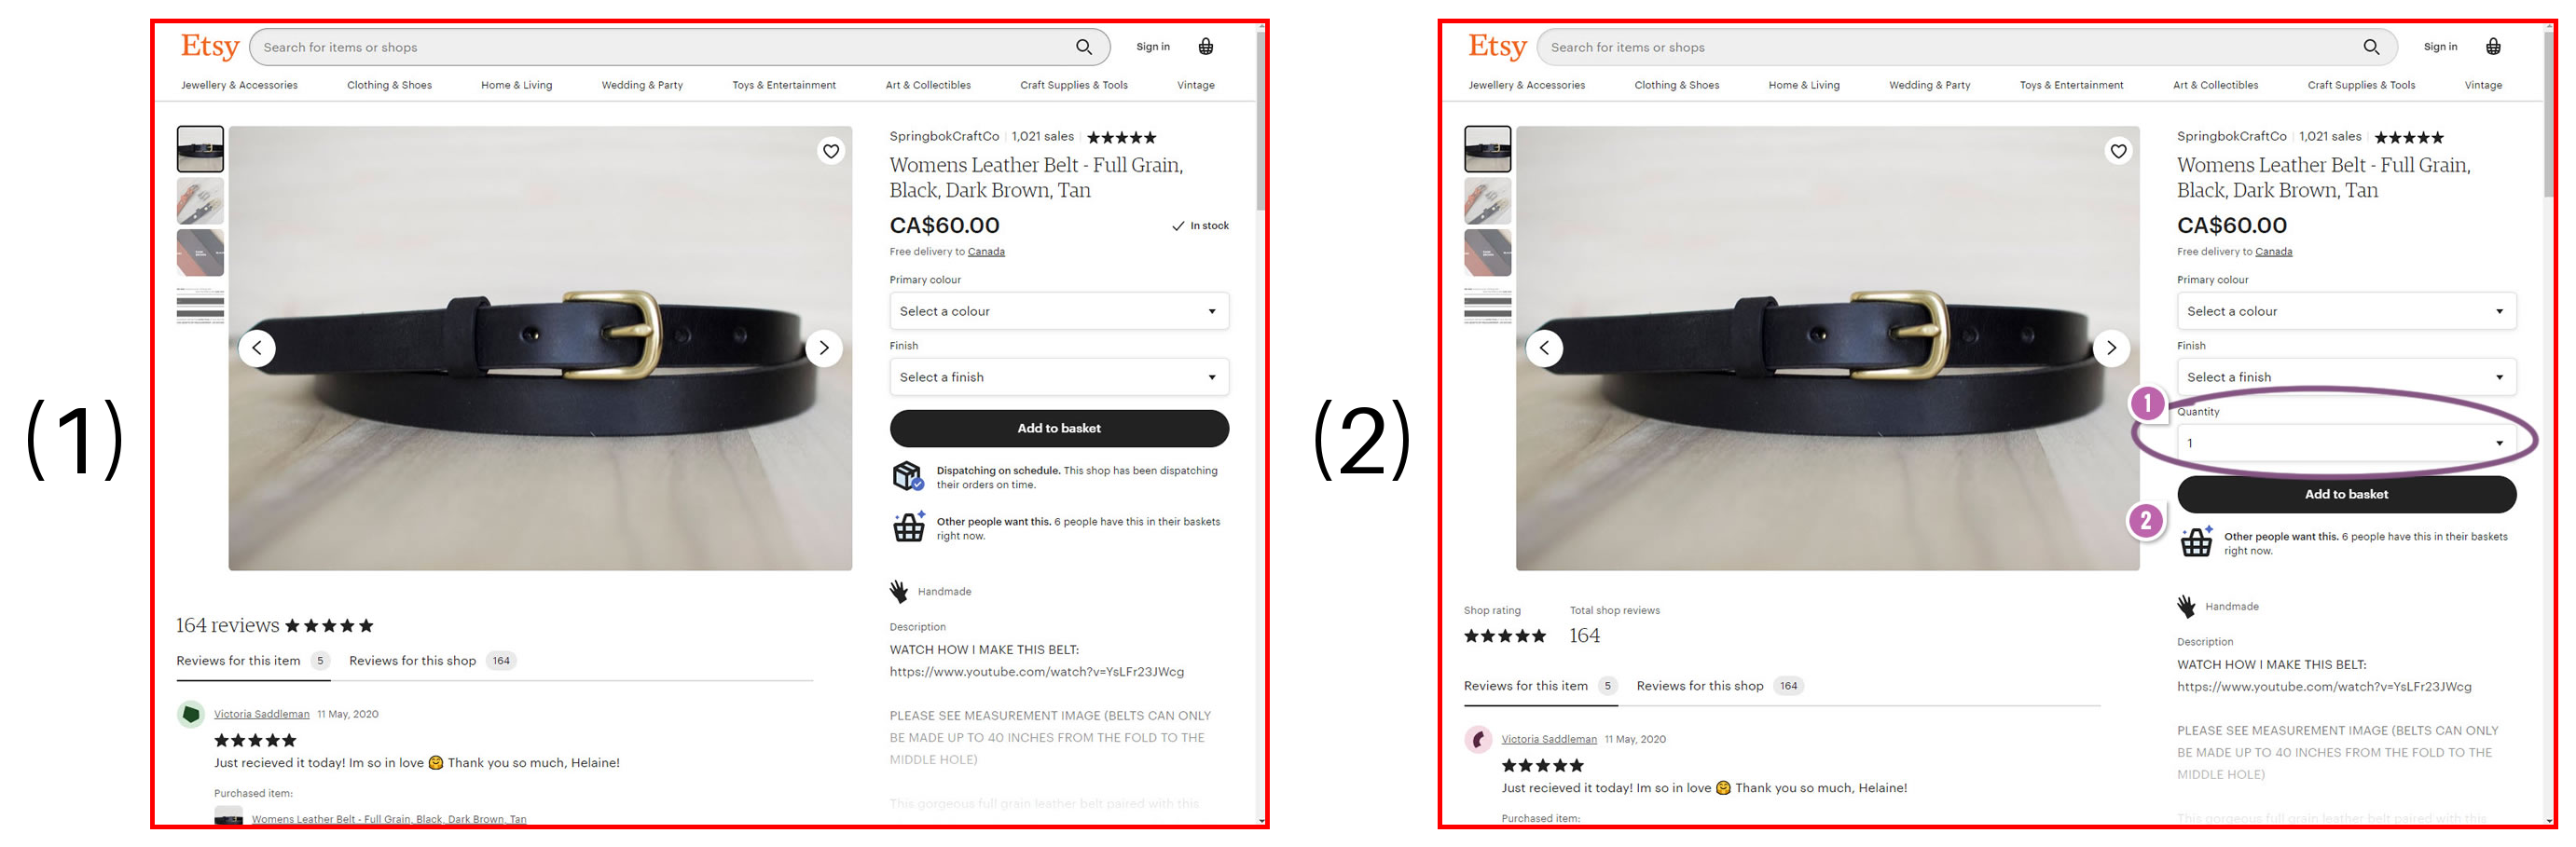 (1)
Etsy
Search for items or shops
Sign in
Jewellery & Accessories
Clothing & Shoes
Home & Living
Wedding & Party
Toys & Entertainment
Art & Collectibles
Craft Supplies & Tools
Vintage
SpringbokCraftCo 1,021 sales ★★★★★
Womens Leather Belt - Full Grain,
Black, Dark Brown, Tan
CA$60.00
✓ In stock
Free delivery to Canada
Primary colour
Select a colour
Finish
Select a finish
Add to basket
Dispatching on schedule. This shop has been dispatching
their orders on time.
Other people want this. 6 people have this in their baskets
right now.
Handmade
Description
WATCH HOW I MAKE THIS BELT:
https://www.youtube.com/watch?v=YsLFr23JWcg
PLEASE SEE MEASUREMENT IMAGE (BELTS CAN ONLY
BE MADE UP TO 40 INCHES FROM THE FOLD TO THE
MIDDLE HOLE)
This gorgeous full grain leather belt paired with this
164 reviews ★★★★★
Reviews for this item 5
Reviews for this shop 164
Victoria Saddleman 11 May, 2020
★★★★★
Just recieved it today! Im so in love 🤗 Thank you so much, Helaine!
Purchased item:
Womens Leather Belt - Full Grain, Black, Dark Brown, Tan
(2)
Etsy
Search for items or shops
Sign in
Jewellery & Accessories
Clothing & Shoes
Home & Living
Wedding & Party
Toys & Entertainment
Art & Collectibles
Craft Supplies & Tools
Vintage
SpringbokCraftCo 1,021 sales ★★★★★
Womens Leather Belt - Full Grain,
Black, Dark Brown, Tan
CA$60.00
Free delivery to Canada
Primary colour
Select a colour
Finish
Select a finish
1
Quantity
1
Add to basket
2
Other people want this. 6 people have this in their baskets
right now.
Handmade
Description
WATCH HOW I MAKE THIS BELT:
https://www.youtube.com/watch?v=YsLFr23JWcg
PLEASE SEE MEASUREMENT IMAGE (BELTS CAN ONLY
BE MADE UP TO 40 INCHES FROM THE FOLD TO THE
MIDDLE HOLE)
This gorgeous full grain leather belt paired with this
Shop rating
★★★★★
Total shop reviews
164
Reviews for this item 5
Reviews for this shop 164
Victoria Saddleman 11 May, 2020
★★★★★
Just recieved it today! Im so in love 🤗 Thank you so much, Helaine!
Purchased item: